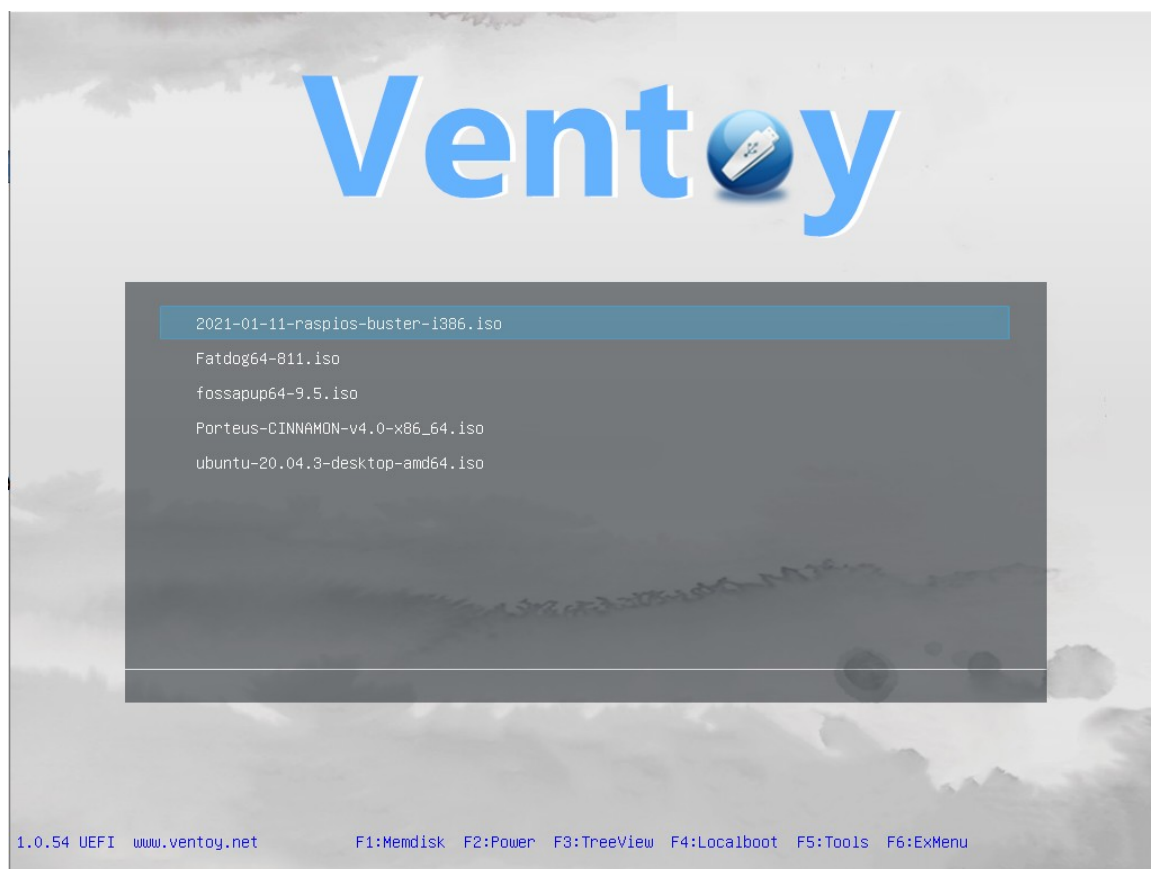 Ventoy
2021-01-11-raspios-buster-i386.iso
Fatdog64-811.iso
fossapup64-9.5.iso
Porteus-CINNAMON-v4.0-x86_64.iso
ubuntu-20.04.3-desktop-amd64.iso
1.0.54 UEFI www.ventoy.net F1:Memdisk F2:Power F3:TreeView F4:Localboot F5:Tools F6:ExMenu